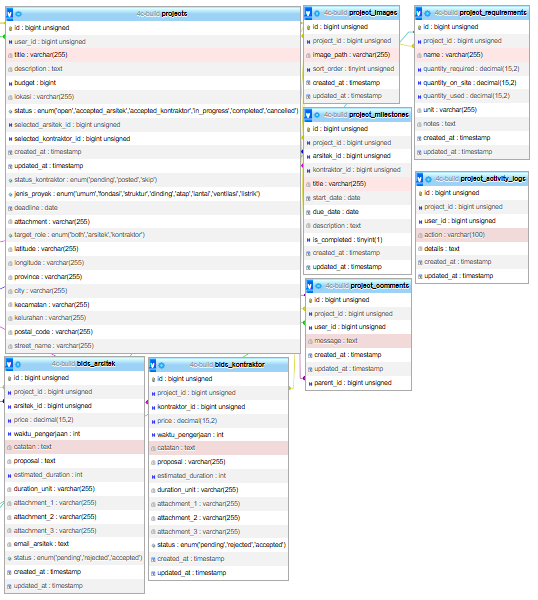 4c-build projects
id : bigint unsigned
user_id : bigint unsigned
title : varchar(255)
description : text
budget : bigint
lokasi : varchar(255)
status : enum('open','accepted_arsitek','accepted_kontraktor','in_progress','completed','cancelled')
selected_arsitek_id : bigint unsigned
selected_kontraktor_id : bigint unsigned
created_at : timestamp
updated_at : timestamp
status_kontraktor : enum('pending','posted','skip')
jenis_proyek : enum('umum','fondasi','struktur','dinding','atap','lantai','ventilasi','listrik')
deadline : date
attachment : varchar(255)
target_role : enum('both','arsitek','kontraktor')
latitude : varchar(255)
longitude : varchar(255)
province : varchar(255)
city : varchar(255)
kecamatan : varchar(255)
kelurahan : varchar(255)
postal_code : varchar(255)
street_name : varchar(255)
4c-build project_images
id : bigint unsigned
project_id : bigint unsigned
image_path : varchar(255)
sort_order : tinyint unsigned
created_at : timestamp
updated_at : timestamp
4c-build project_requirements
id : bigint unsigned
project_id : bigint unsigned
name : varchar(255)
quantity_required : decimal(15,2)
quantity_on_site : decimal(15,2)
quantity_used : decimal(15,2)
unit : varchar(255)
notes : text
created_at : timestamp
updated_at : timestamp
4c-build project_milestones
id : bigint unsigned
project_id : bigint unsigned
arsitek_id : bigint unsigned
kontraktor_id : bigint unsigned
title : varchar(255)
start_date : date
due_date : date
description : text
is_completed : tinyint(1)
created_at : timestamp
updated_at : timestamp
4c-build project_activity_logs
id : bigint unsigned
project_id : bigint unsigned
user_id : bigint unsigned
action : varchar(100)
details : text
created_at : timestamp
updated_at : timestamp
4c-build project_comments
id : bigint unsigned
project_id : bigint unsigned
user_id : bigint unsigned
message : text
created_at : timestamp
updated_at : timestamp
parent_id : bigint unsigned
4c-build bids_arsitek
id : bigint unsigned
project_id : bigint unsigned
arsitek_id : bigint unsigned
price : decimal(15,2)
waktu_pengerjaan : int
catatan : text
proposal : text
estimated_duration : int
duration_unit : varchar(255)
attachment_1 : varchar(255)
attachment_2 : varchar(255)
attachment_3 : varchar(255)
email_arsitek : text
status : enum('pending','rejected','accepted')
created_at : timestamp
updated_at : timestamp
4c-build bids_kontraktor
id : bigint unsigned
project_id : bigint unsigned
kontraktor_id : bigint unsigned
price : decimal(15,2)
waktu_pengerjaan : int
catatan : text
proposal : varchar(255)
estimated_duration : int
duration_unit : varchar(255)
attachment_1 : varchar(255)
attachment_2 : varchar(255)
attachment_3 : varchar(255)
status : enum('pending','rejected','accepted')
created_at : timestamp
updated_at : timestamp